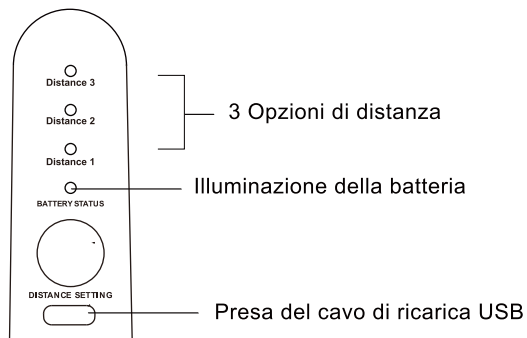 Distance 3
Distance 2
3 Opzioni di distanza
Distance 1
Illuminazione della batteria
BATTERY STATUS
DISTANCE SETTING
Presa del cavo di ricarica USB